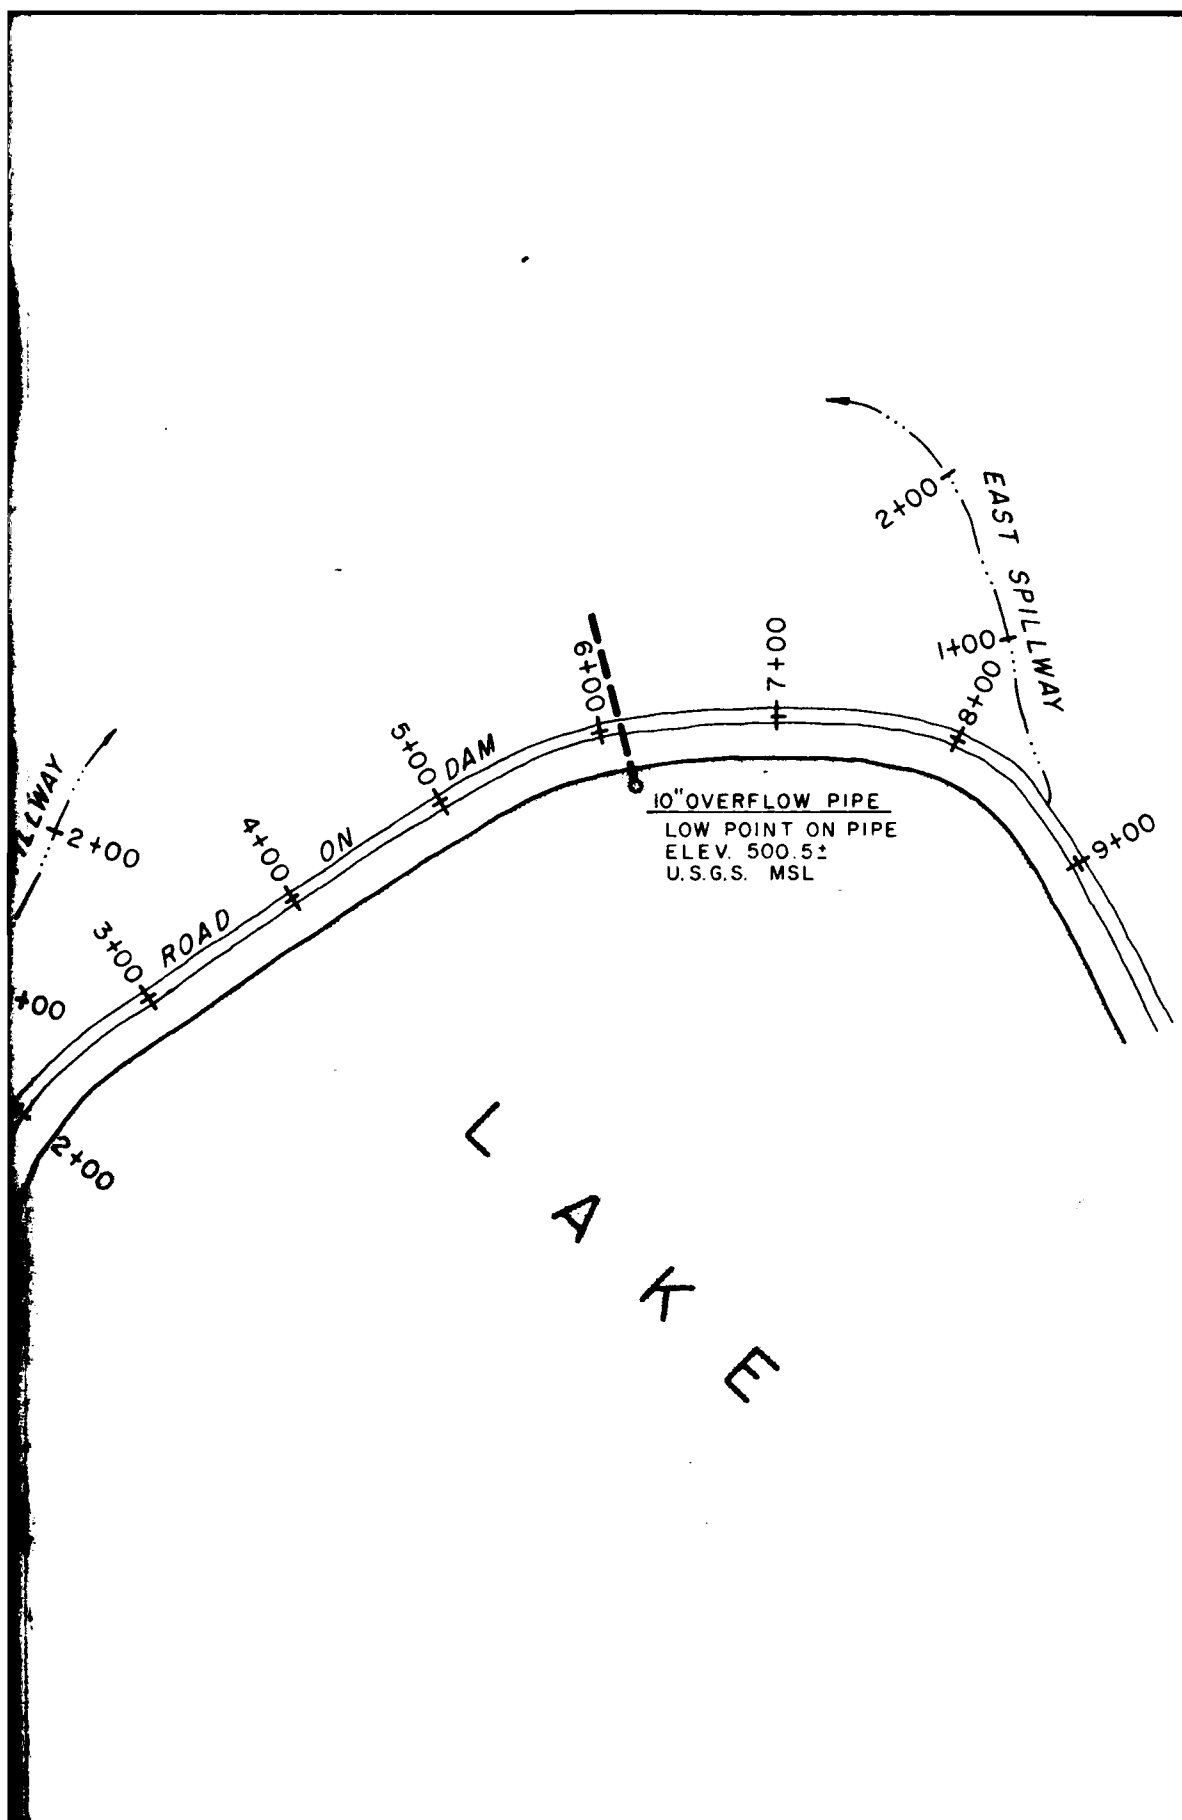 2+00
EAST SPILLWAY
1+00
6+00
7+00
8+00
5+00
DAM
10" OVERFLOW PIPE
LOW POINT ON PIPE
ELEV. 500.5±
U.S.G.S. MSL
2+00
4+00
ON
9+00
3+00
ROAD
+00
2+00
LAKE